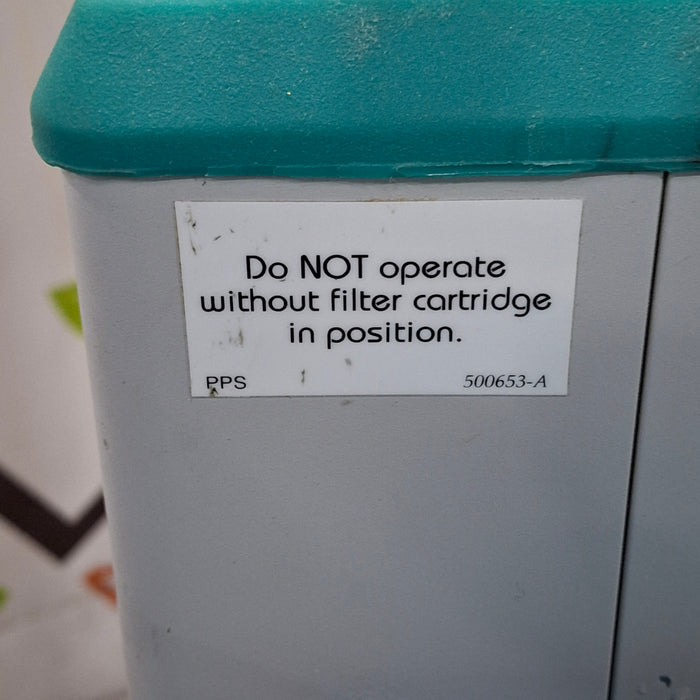 Do NOT operate
without filter cartridge
in position.
PPS 500653-A